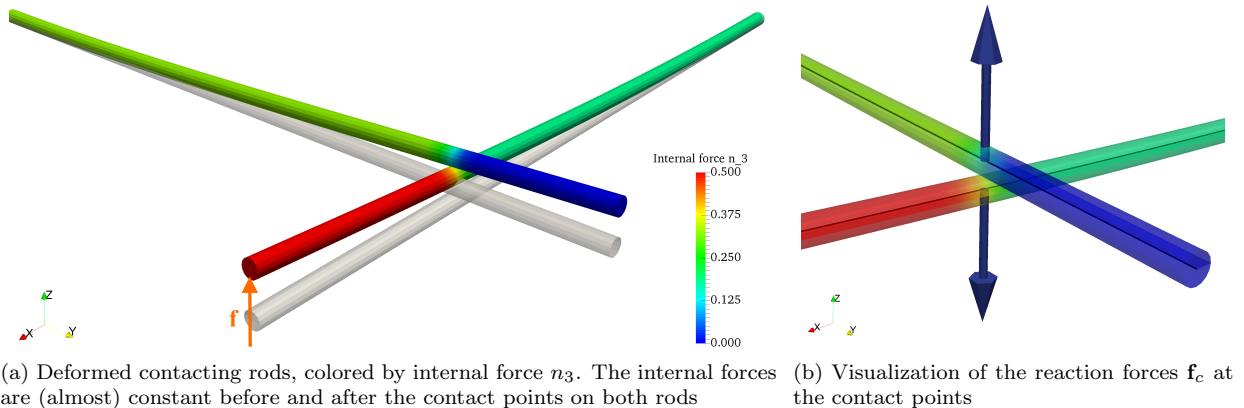 Internal force n_3
0.500
0.375
0.250
0.125
0.000
f
Z
X
Y
Z
X
Y
(a) Deformed contacting rods, colored by internal force n₃. The internal forces
are (almost) constant before and after the contact points on both rods
(b) Visualization of the reaction forces f_c at
the contact points